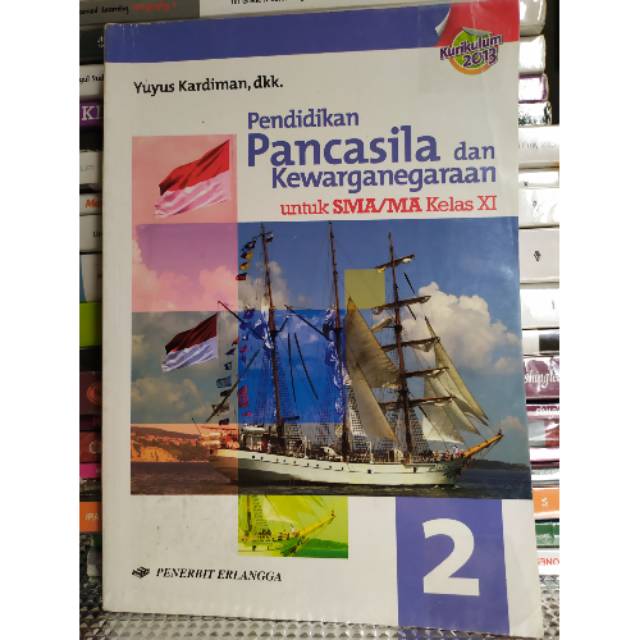 Kurikulum
2013
Yuyus Kardiman, dkk.
Pendidikan
Pancasila dan
Kewarganegaraan
untuk SMA/MA Kelas XI
2
PENERBIT ERLANGGA